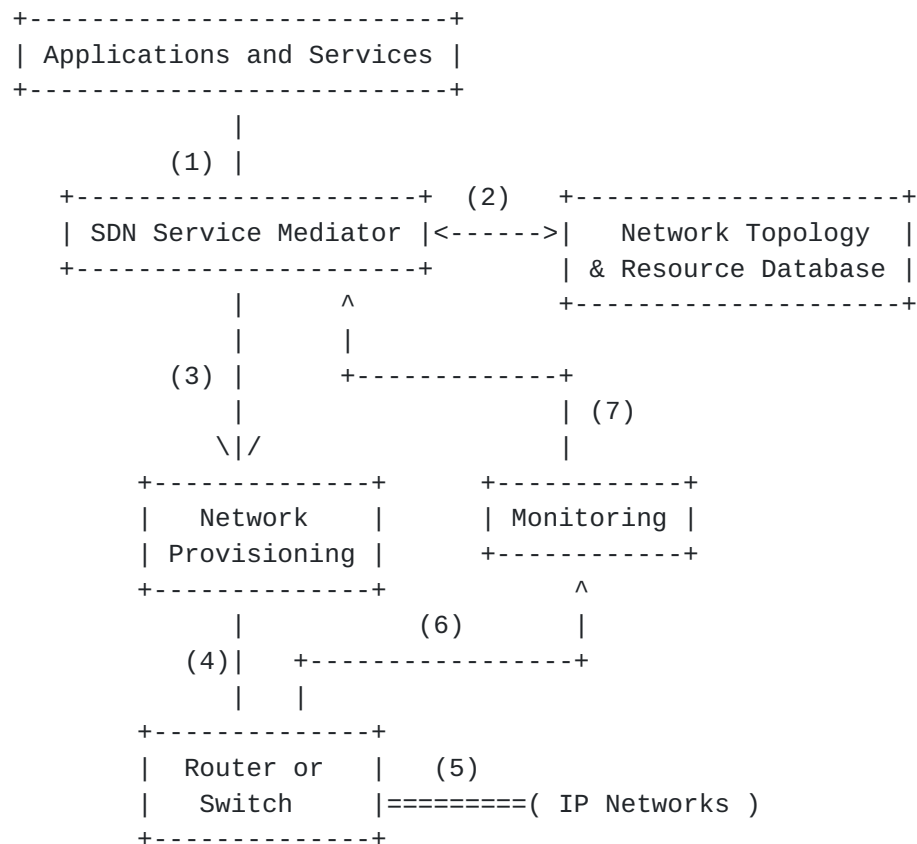 +---------------------------+
| Applications and Services |
+---------------------------+
              |
          (1) |
   +----------------------+  (2)   +---------------------+
   | SDN Service Mediator |<------>|   Network Topology  |
   +----------------------+        | & Resource Database |
              |      ^             +---------------------+
              |      |
          (3) |      +-------------+
              |                    | (7)
             \|/                   |
        +--------------+      +------------+
        |   Network    |      | Monitoring |
        | Provisioning |      +------------+
        +--------------+            ^
              |           (6)       |
           (4)|   +-----------------+
              |   |
        +--------------+
        |  Router or   |   (5)
        |   Switch     |=========( IP Networks )
        +--------------+